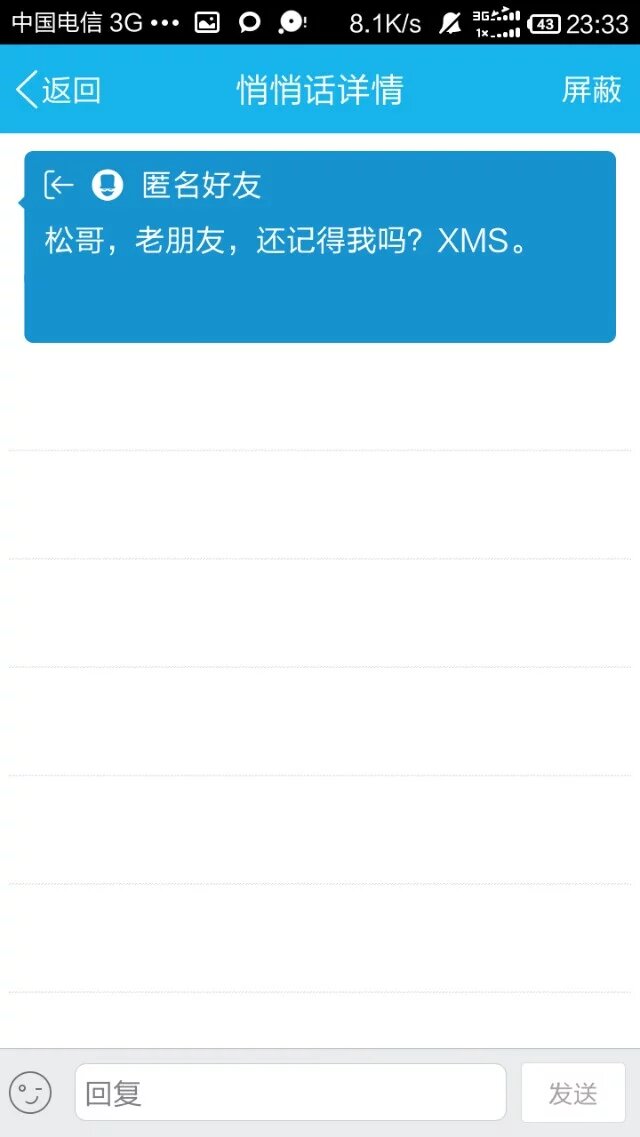 中国电信 3G ••• 8.1K/s 3G 1x 43 23:33
返回 悄悄话详情 屏蔽
匿名好友
松哥，老朋友，还记得我吗？XMS。
回复 发送